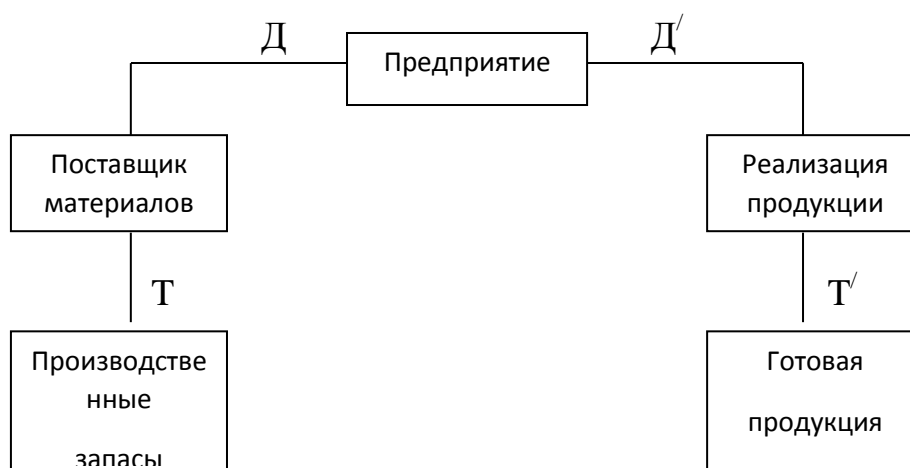 Д
Предприятие
Д/
Поставщик
материалов
Реализация
продукции
Т
Т/
Производстве
нные
запасы
Готовая
продукция